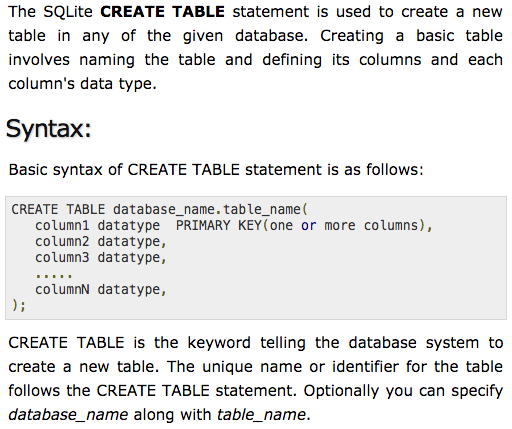 The SQLite CREATE TABLE statement is used to create a new
table in any of the given database. Creating a basic table
involves naming the table and defining its columns and each
column's data type.
Syntax:
Basic syntax of CREATE TABLE statement is as follows:
CREATE TABLE database_name.table_name(
   column1 datatype  PRIMARY KEY(one or more columns),
   column2 datatype,
   column3 datatype,
   .....
   columnN datatype,
);
CREATE TABLE is the keyword telling the database system to
create a new table. The unique name or identifier for the table
follows the CREATE TABLE statement. Optionally you can specify
database_name along with table_name.